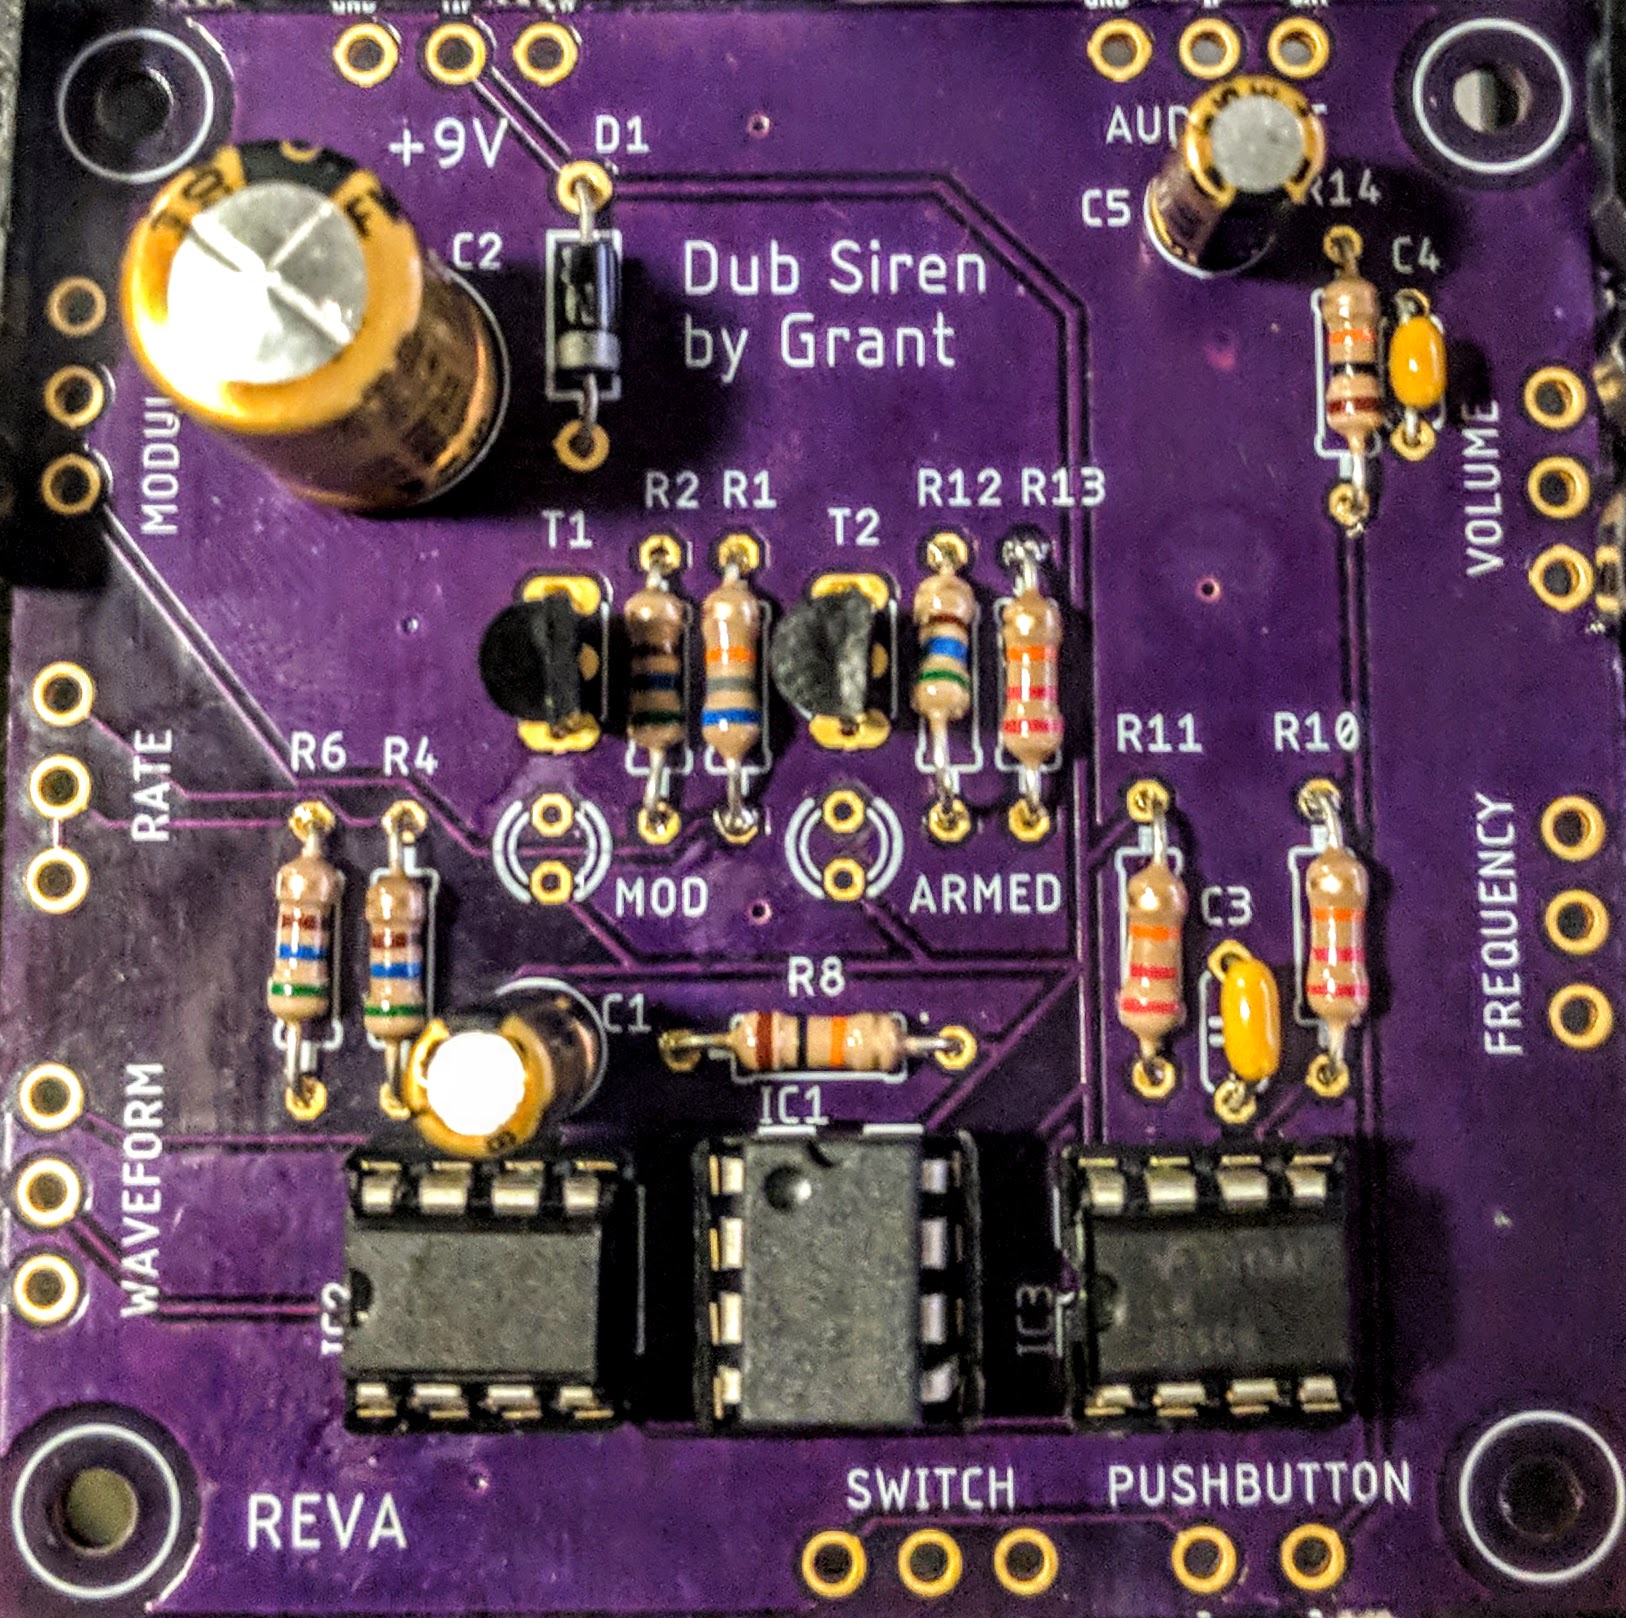 +9V
D1
C2
Dub Siren
by Grant
C5
R14
C4
R2
R1
R12
R13
T1
T2
VOLUME
R6
R4
R11
R10
RATE
MOD
ARMED
C3
FREQUENCY
R8
C1
IC1
WAVEFORM
IC2
IC3
SWITCH
PUSHBUTTON
REVA